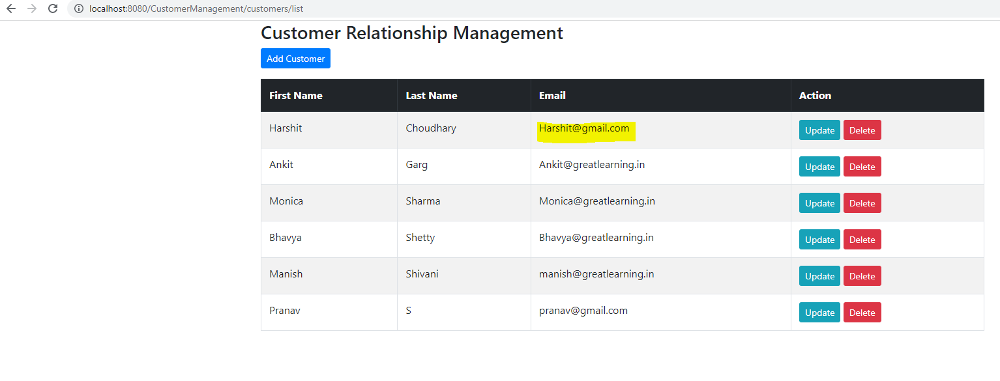 localhost:8080/CustomerManagement/customers/list
Customer Relationship Management
Add Customer
First Name Last Name Email Action
Harshit Choudhary Harshit@gmail.com Update Delete
Ankit Garg Ankit@greatlearning.in Update Delete
Monica Sharma Monica@greatlearning.in Update Delete
Bhavya Shetty Bhavya@greatlearning.in Update Delete
Manish Shivani manish@greatlearning.in Update Delete
Pranav S pranav@gmail.com Update Delete